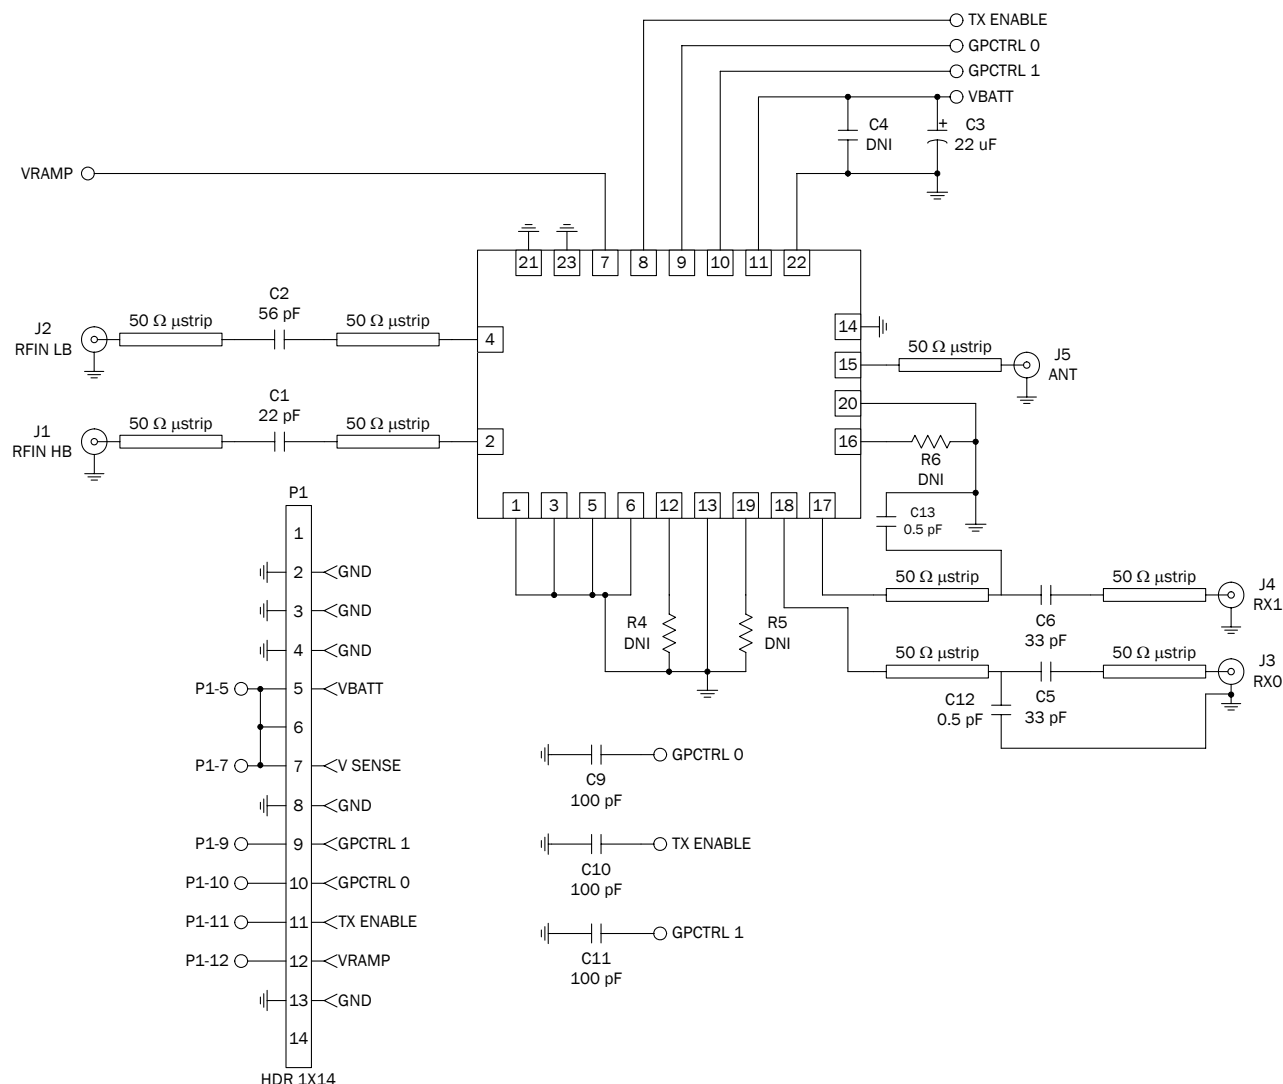 TX ENABLE
GPCTRL 0
GPCTRL 1
VBATT
C4
DNI
+
C3
22 uF
VRAMP
21
23
7
8
9
10
11
22
J2
RFIN LB
50 Ω µstrip
C2
56 pF
50 Ω µstrip
4
14
15
50 Ω µstrip
J5
ANT
20
J1
RFIN HB
50 Ω µstrip
C1
22 pF
50 Ω µstrip
2
16
R6
DNI
1
3
5
6
12
13
19
18
17
C13
0.5 pF
R4
DNI
R5
DNI
50 Ω µstrip
C6
33 pF
50 Ω µstrip
J4
RX1
50 Ω µstrip
C12
0.5 pF
C5
33 pF
50 Ω µstrip
J3
RX0
P1
1
2
GND
3
GND
4
GND
P1-5
5
VBATT
6
P1-7
7
V SENSE
8
GND
P1-9
9
GPCTRL 1
P1-10
10
GPCTRL 0
P1-11
11
TX ENABLE
P1-12
12
VRAMP
13
GND
14
HDR 1X14
C9
100 pF
GPCTRL 0
C10
100 pF
TX ENABLE
C11
100 pF
GPCTRL 1